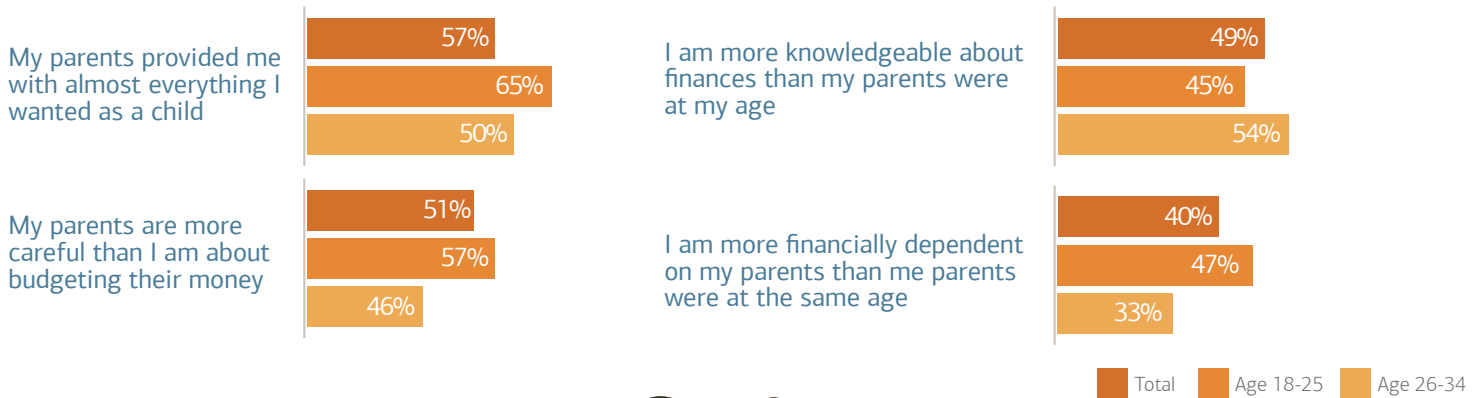 My parents provided me
with almost everything I
wanted as a child
57%
65%
50%
I am more knowledgeable about
finances than my parents were
at my age
49%
45%
54%
My parents are more
careful than I am about
budgeting their money
51%
57%
46%
I am more financially dependent
on my parents than me parents
were at the same age
40%
47%
33%
Total
Age 18-25
Age 26-34